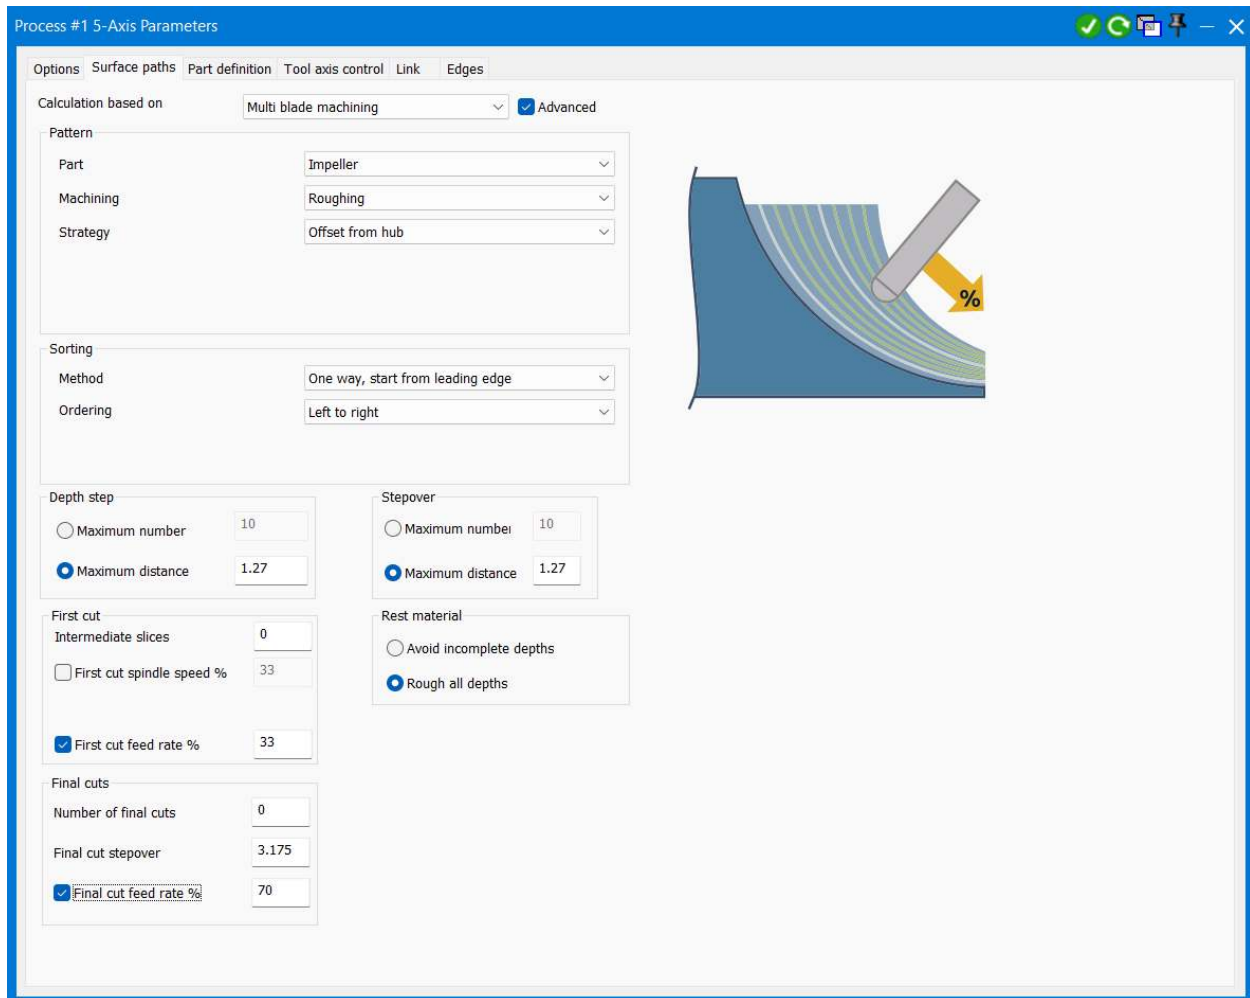 Process #1 5-Axis Parameters
Options Surface paths Part definition Tool axis control Link Edges
Calculation based on Multi blade machining Advanced
Pattern
Part Impeller
Machining Roughing
Strategy Offset from hub
%
Sorting
Method One way, start from leading edge
Ordering Left to right
Depth step
Maximum number 10
Maximum distance 1.27
Stepover
Maximum number 10
Maximum distance 1.27
First cut
Intermediate slices 0
First cut spindle speed % 33
First cut feed rate % 33
Rest material
Avoid incomplete depths
Rough all depths
Final cuts
Number of final cuts 0
Final cut stepover 3.175
Final cut feed rate % 70